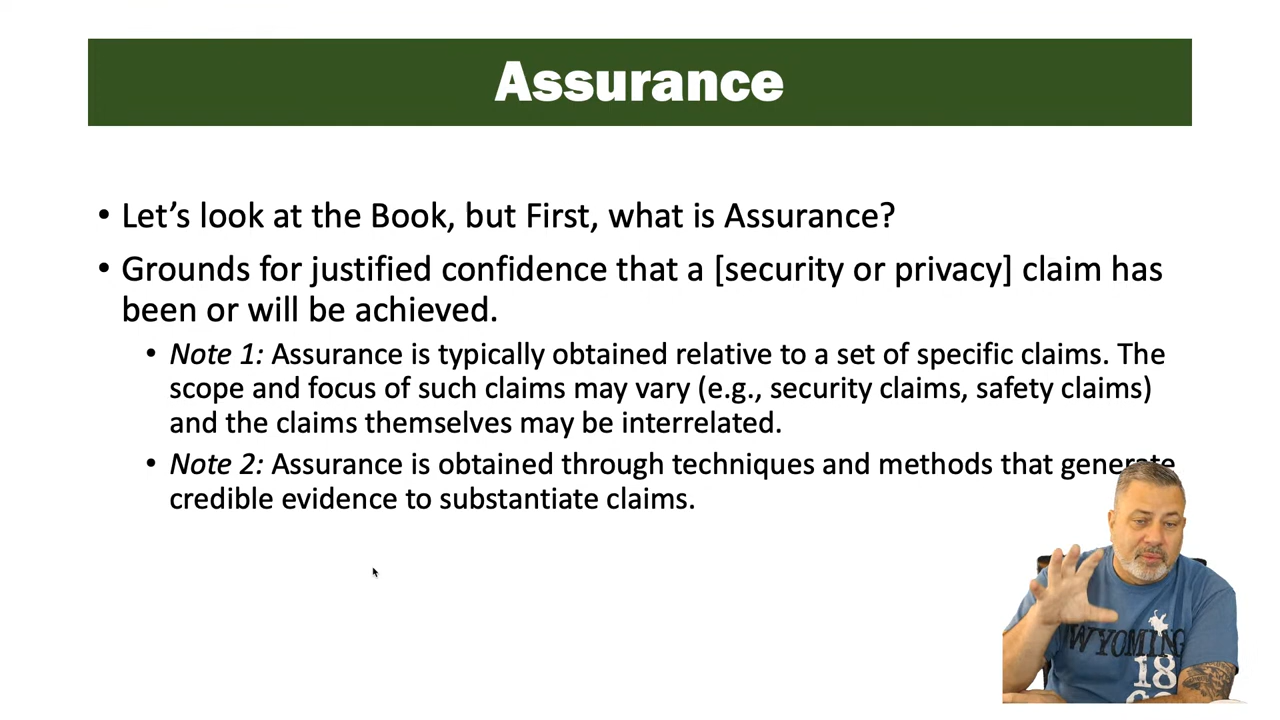 Assurance
• Let’s look at the Book, but First, what is Assurance?
• Grounds for justified confidence that a [security or privacy] claim has
been or will be achieved.
• Note 1: Assurance is typically obtained relative to a set of specific claims. The
scope and focus of such claims may vary (e.g., security claims, safety claims)
and the claims themselves may be interrelated.
• Note 2: Assurance is obtained through techniques and methods that generate
credible evidence to substantiate claims.
WYOMING
18